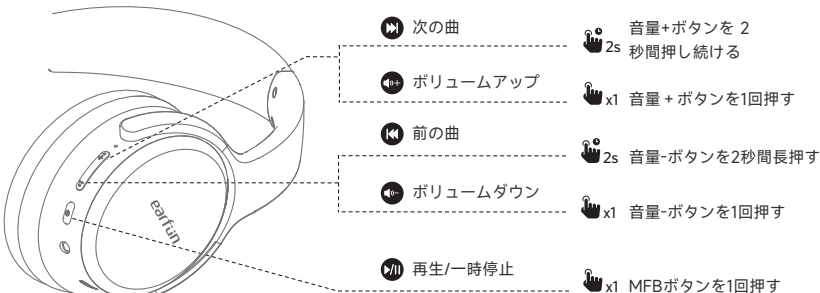 次の曲
2s 音量+ボタンを 2
秒間押し続ける
ボリュームアップ
x1 音量 + ボタンを1回押す
前の曲
2s 音量-ボタンを2秒間長押す
ボリュームダウン
x1 音量-ボタンを1回押す
earfun
再生/一時停止
x1 MFBボタンを1回押す